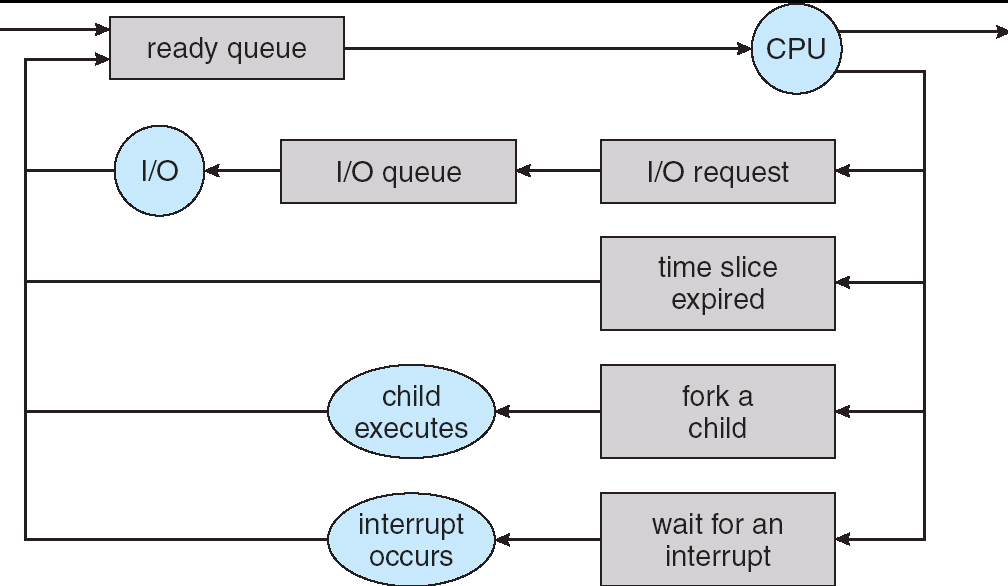 ready queue
CPU
I/O
I/O queue
I/O request
time slice
expired
child
executes
fork a
child
interrupt
occurs
wait for an
interrupt